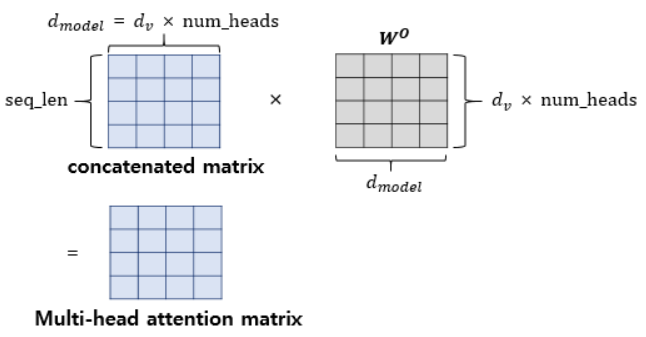 d_model = d_v × num_heads
W^O
seq_len
×
d_v × num_heads
concatenated matrix
d_model
=
Multi-head attention matrix